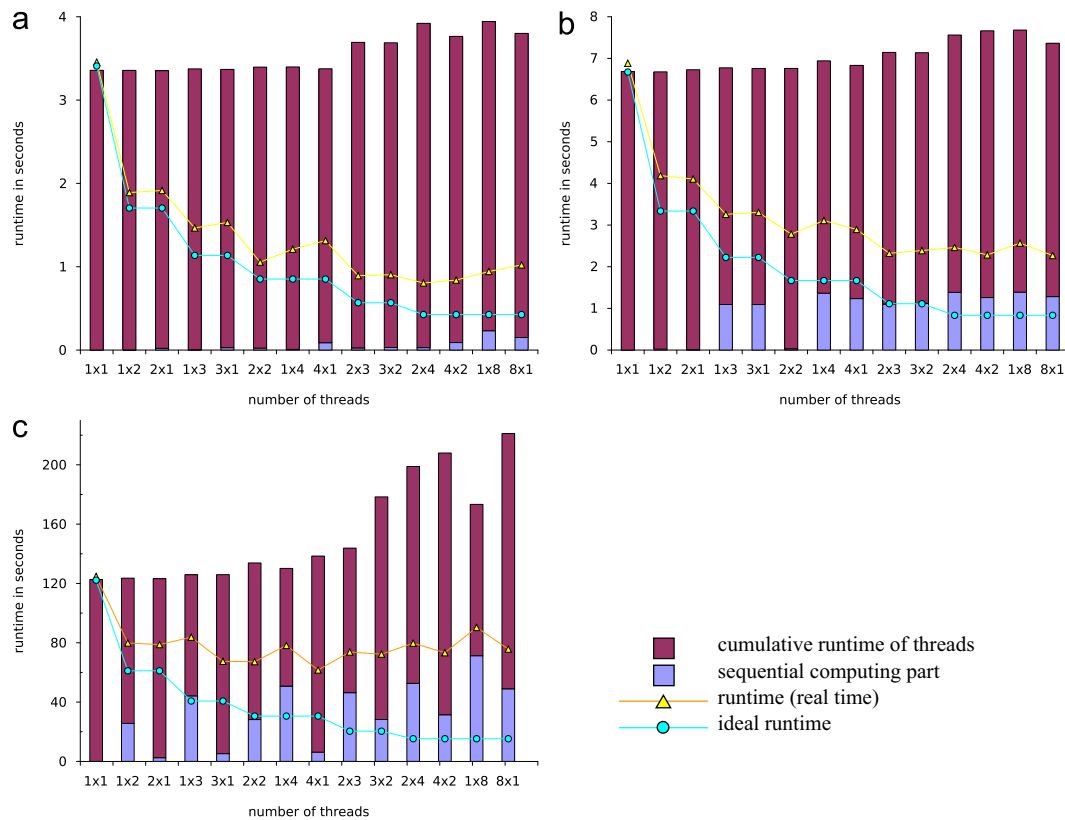 a
4
3
2
1
0
runtime in seconds
1x1 1x2 2x1 1x3 3x1 2x2 1x4 4x1 2x3 3x2 2x4 4x2 1x8 8x1
number of threads
b
8
7
6
5
4
3
2
1
0
runtime in seconds
1x1 1x2 2x1 1x3 3x1 2x2 1x4 4x1 2x3 3x2 2x4 4x2 1x8 8x1
number of threads
c
200
160
120
80
40
0
runtime in seconds
1x1 1x2 2x1 1x3 3x1 2x2 1x4 4x1 2x3 3x2 2x4 4x2 1x8 8x1
number of threads
cumulative runtime of threads
sequential computing part
runtime (real time)
ideal runtime